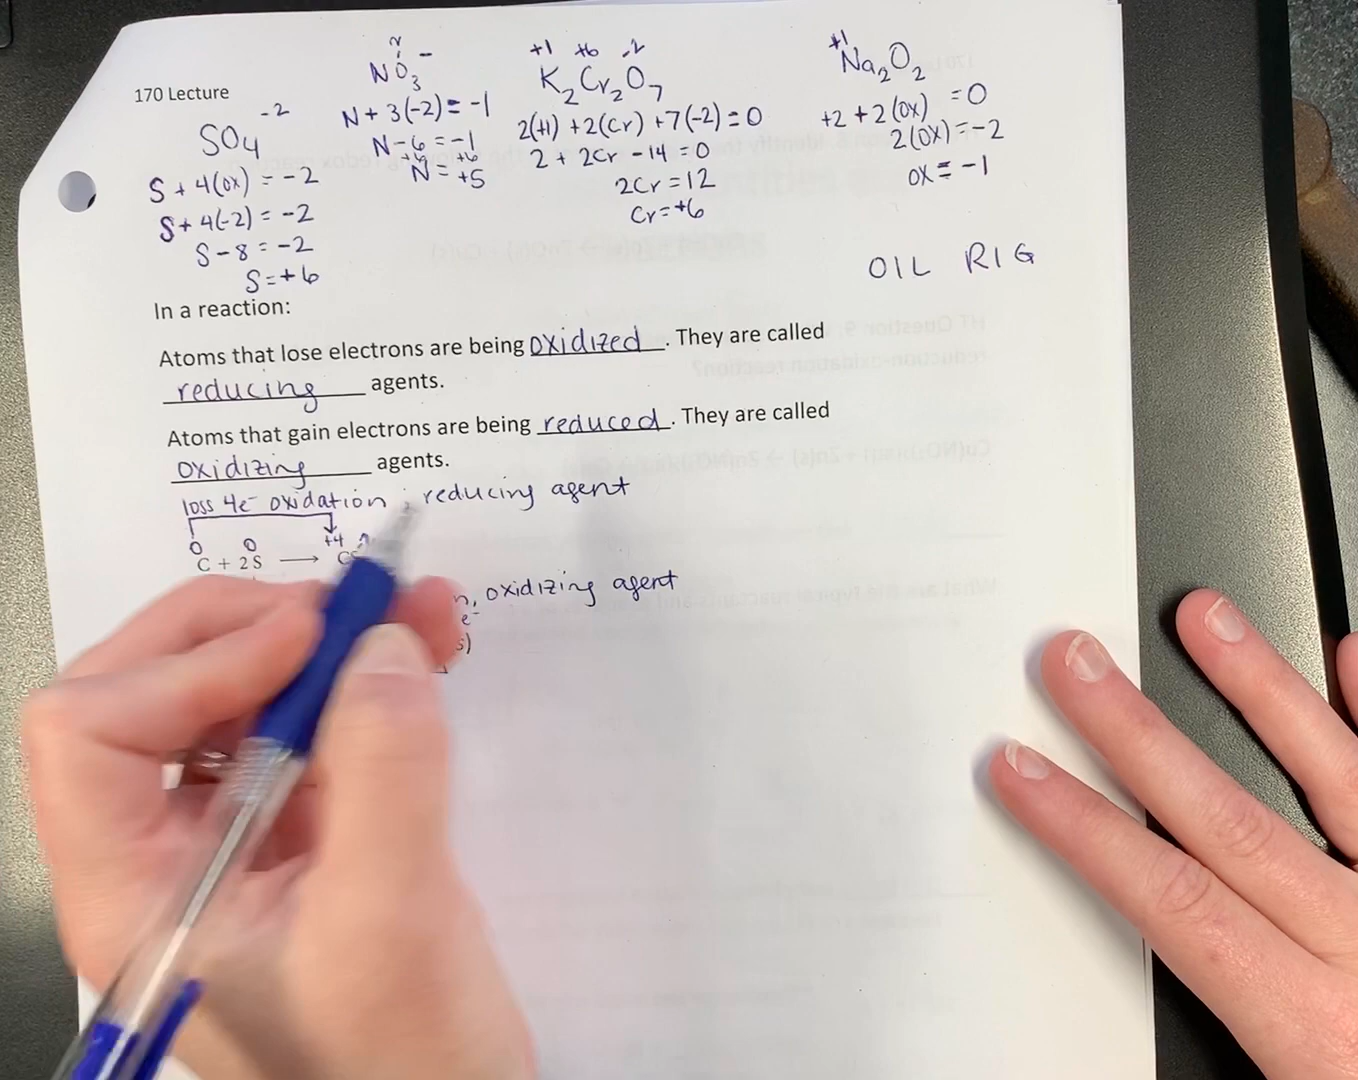 170 Lecture
SO4 -2
S + 4(ox) = -2
S + 4(-2) = -2
S - 8 = -2
S = +6
-2
NO3 -
N + 3(-2) = -1
N - 6 = -1
+6 +6
N = +5
+1 +6 -2
K2Cr2O7
2(+1) + 2(Cr) + 7(-2) = 0
2 + 2Cr - 14 = 0
2Cr = 12
Cr = +6
+1
Na2O2
+2 + 2(ox) = 0
2(ox) = -2
ox = -1
OIL RIG
In a reaction:
Atoms that lose electrons are being oxidized. They are called
reducing agents.
Atoms that gain electrons are being reduced. They are called
oxidizing agents.
loss 4e- oxidation, reducing agent
0 0 +4
C + 2S → 
oxidizing agent
e-
s)